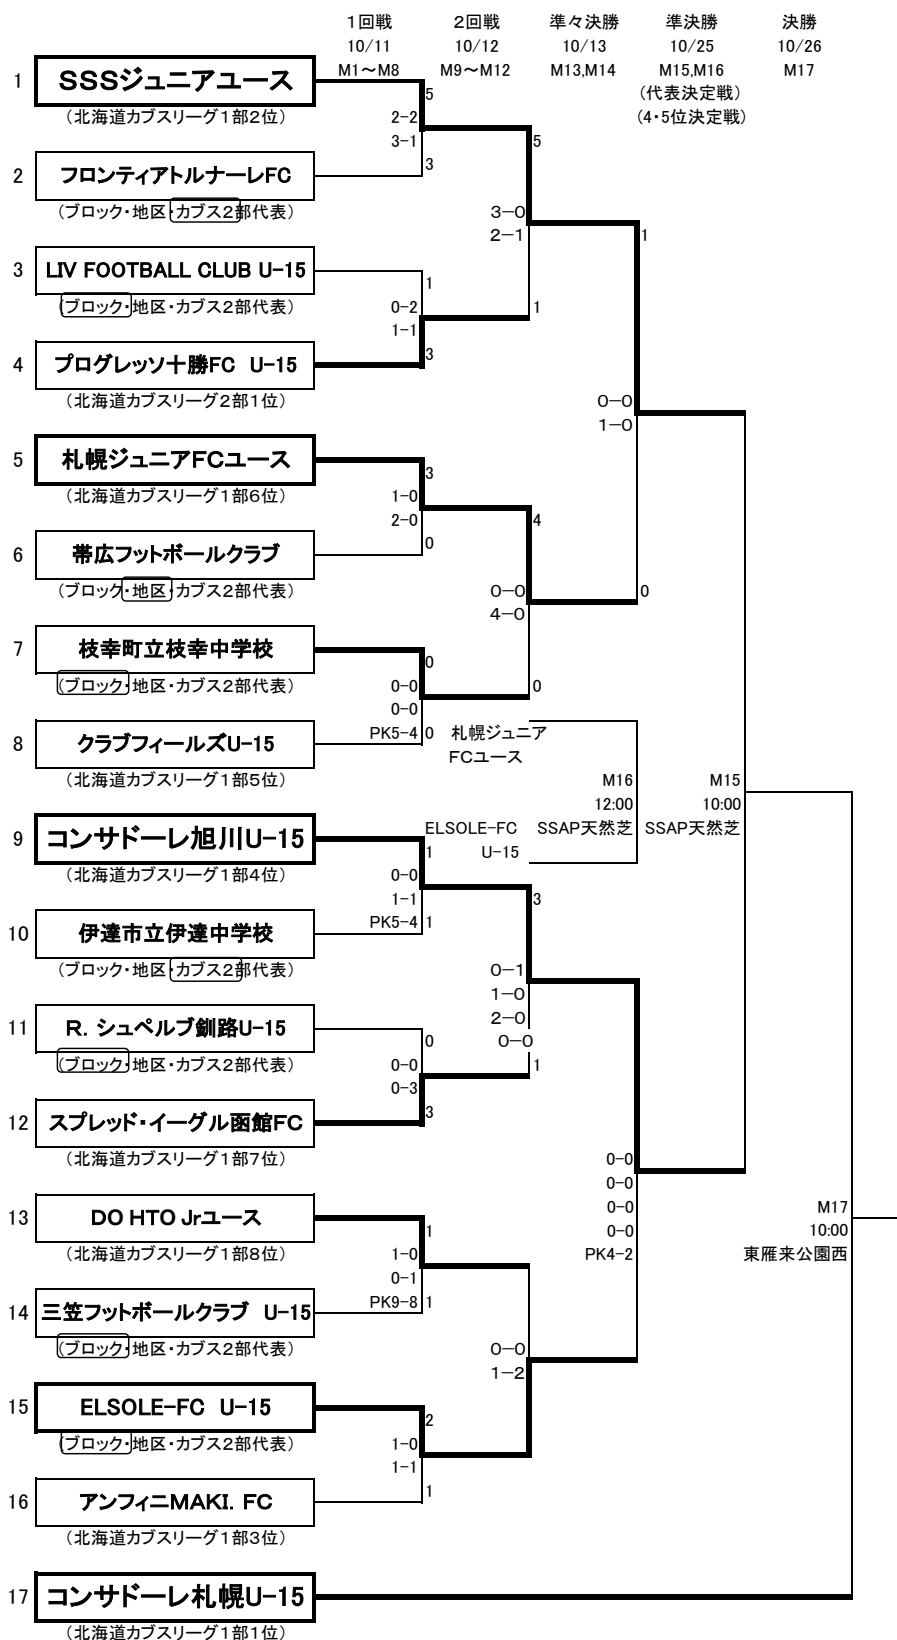 1回戦 2回戦 準々決勝 準決勝 決勝
10/11 10/12 10/13 10/25 10/26
M1～M8 M9～M12 M13,M14 M15,M16 M17
(代表決定戦)
(4・5位決定戦)
1 SSSジュニアユース
(北海道カブスリーグ1部2位)
5
2-2
3-1
3
2 フロンティアトルナーレFC
(ブロック・地区・カブス2部代表)
5
3-0
2-1
1
3 LIV FOOTBALL CLUB U-15
(ブロック・地区・カブス2部代表)
1
0-2
1-1
3
4 プログレッソ十勝FC U-15
(北海道カブスリーグ2部1位)
1
0-0
1-0
0
5 札幌ジュニアFCユース
(北海道カブスリーグ1部6位)
3
1-0
2-0
0
6 帯広フットボールクラブ
(ブロック・地区・カブス2部代表)
4
0-0
4-0
0
7 枝幸町立枝幸中学校
(ブロック・地区・カブス2部代表)
0
0-0
0-0
PK5-4 0
8 クラブフィールズU-15
(北海道カブスリーグ1部5位)
札幌ジュニア
FCユース
M16
12:00
SSAP天然芝
M15
10:00
SSAP天然芝
ELSOLE-FC
U-15
9 コンサドーレ旭川U-15
(北海道カブスリーグ1部4位)
1
0-0
1-1
PK5-4 1
10 伊達市立伊達中学校
(ブロック・地区・カブス2部代表)
3
0-1
1-0
2-0
0-0
1
11 R.シュペルブ釧路U-15
(ブロック・地区・カブス2部代表)
0
0-0
0-3
3
12 スプレッド・イーグル函館FC
(北海道カブスリーグ1部7位)
0-0
0-0
0-0
0-0
PK4-2
M17
10:00
東雁来公園西
13 DO HTO Jrユース
(北海道カブスリーグ1部8位)
1
1-0
0-1
PK9-8 1
14 三笠フットボールクラブ U-15
(ブロック・地区・カブス2部代表)
0-0
1-2
15 ELSOLE-FC U-15
(ブロック・地区・カブス2部代表)
2
1-0
1-1
1
16 アンフィニMAKI.FC
(北海道カブスリーグ1部3位)
17 コンサドーレ札幌U-15
(北海道カブスリーグ1部1位)